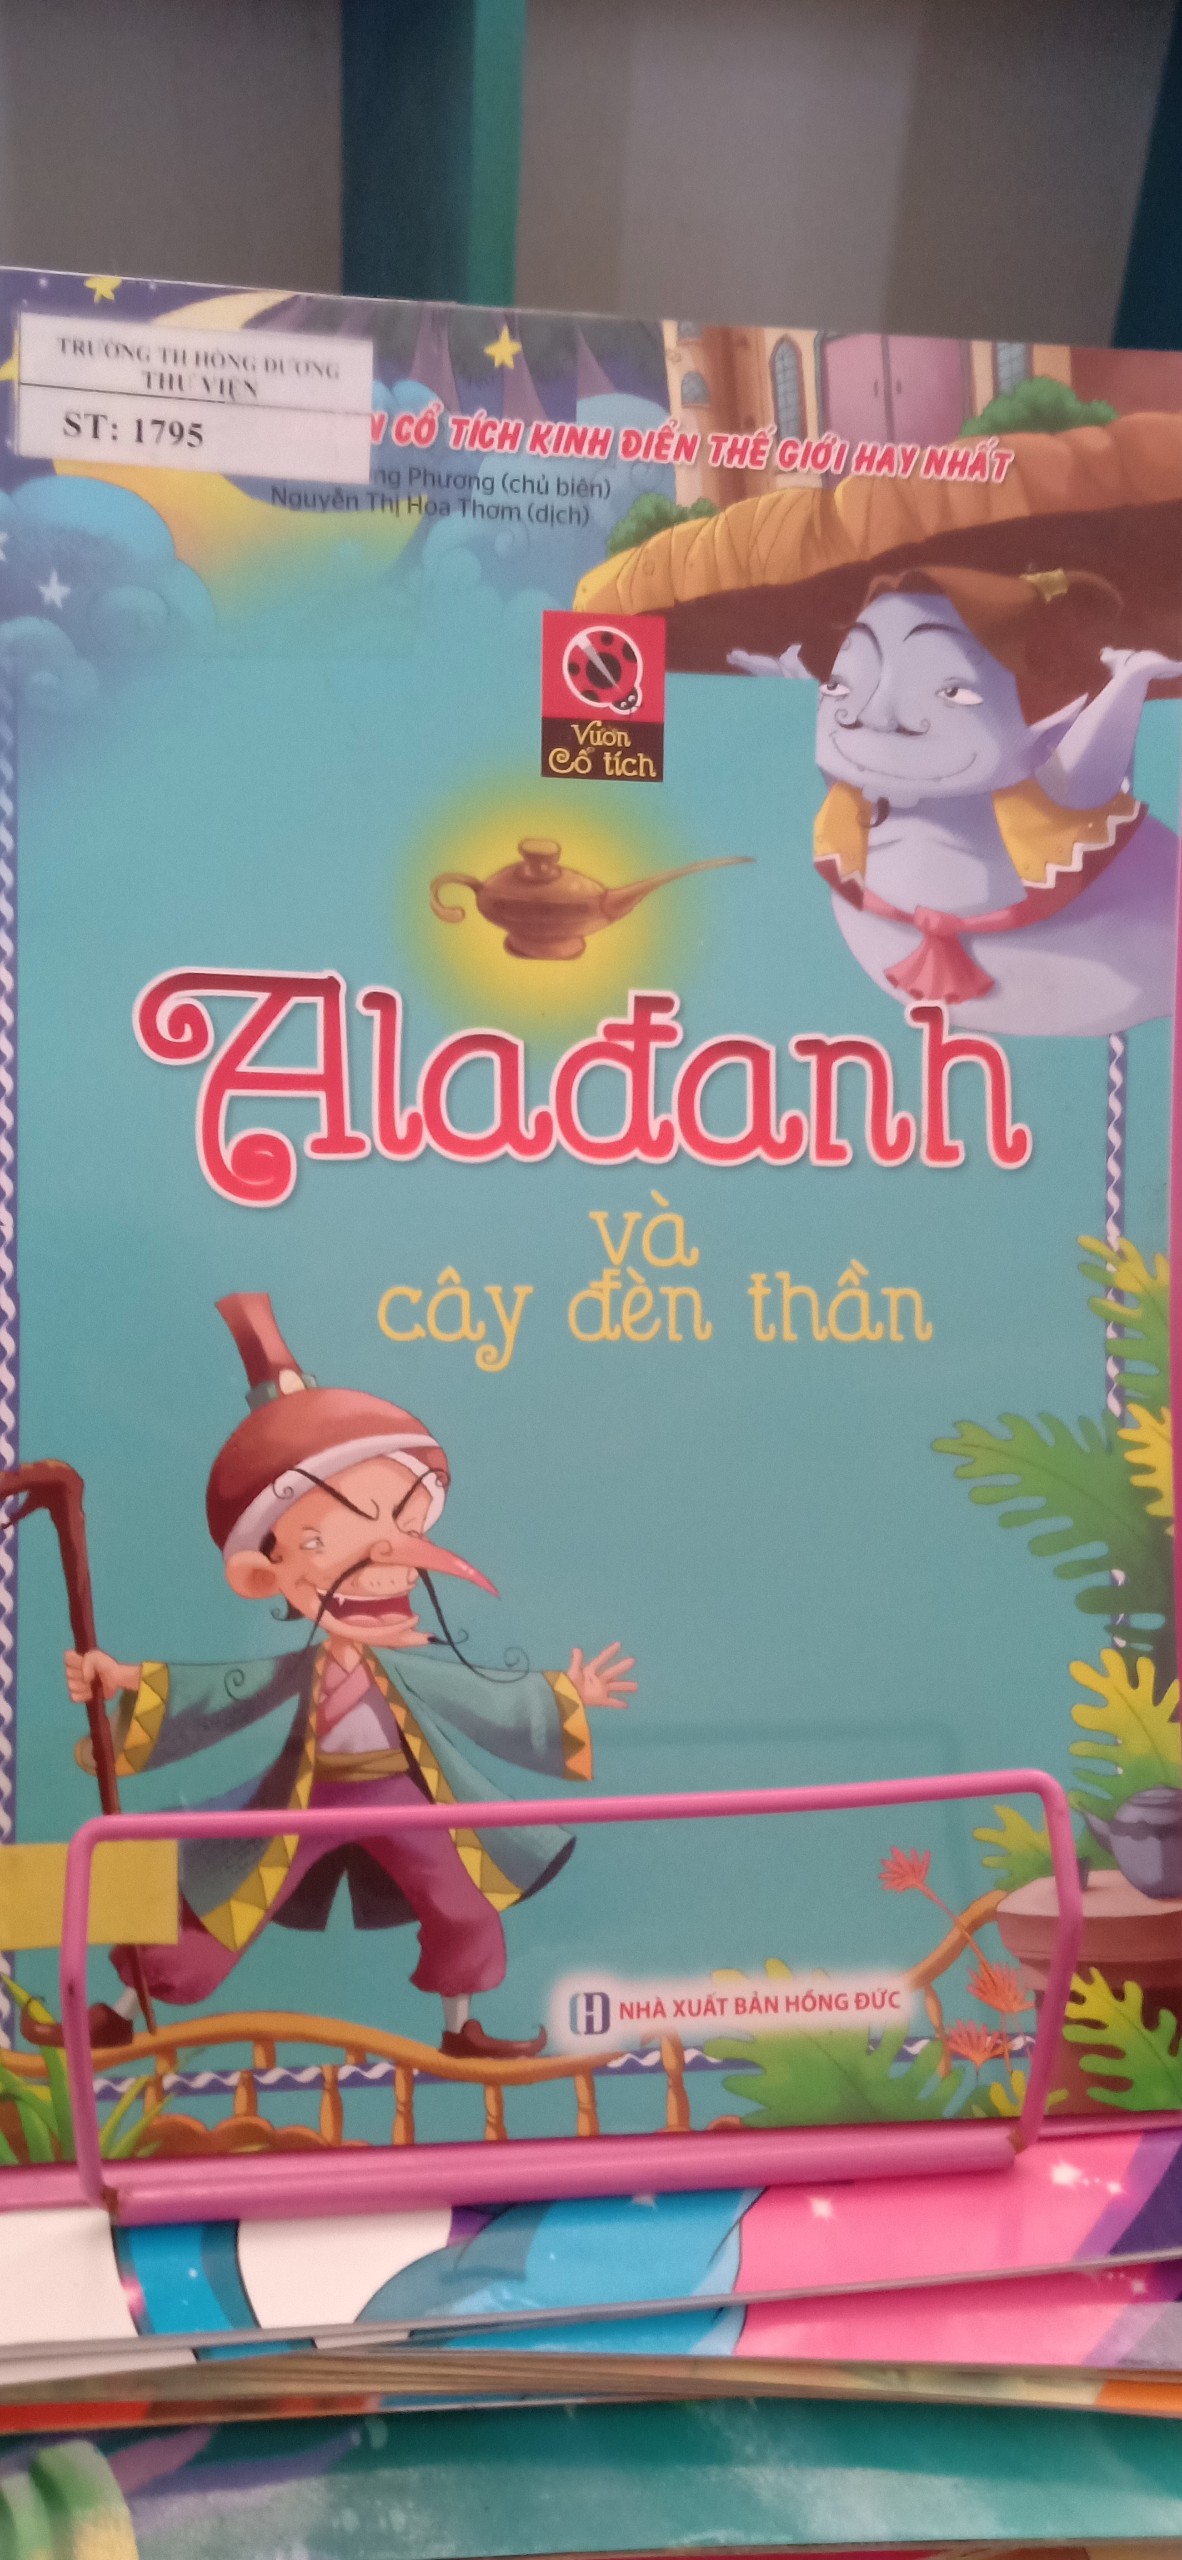 TRƯỜNG TH HỒNG DƯƠNG
THƯ VIỆN
ST: 1795
CỔ TÍCH KINH ĐIỂN THẾ GIỚI HAY NHẤT
Phương (chủ biên)
Nguyễn Thị Hoa Thơm (dịch)
Vườn
Cổ tích
Alađanh
và
cây đèn thần
NHÀ XUẤT BẢN HỒNG ĐỨC